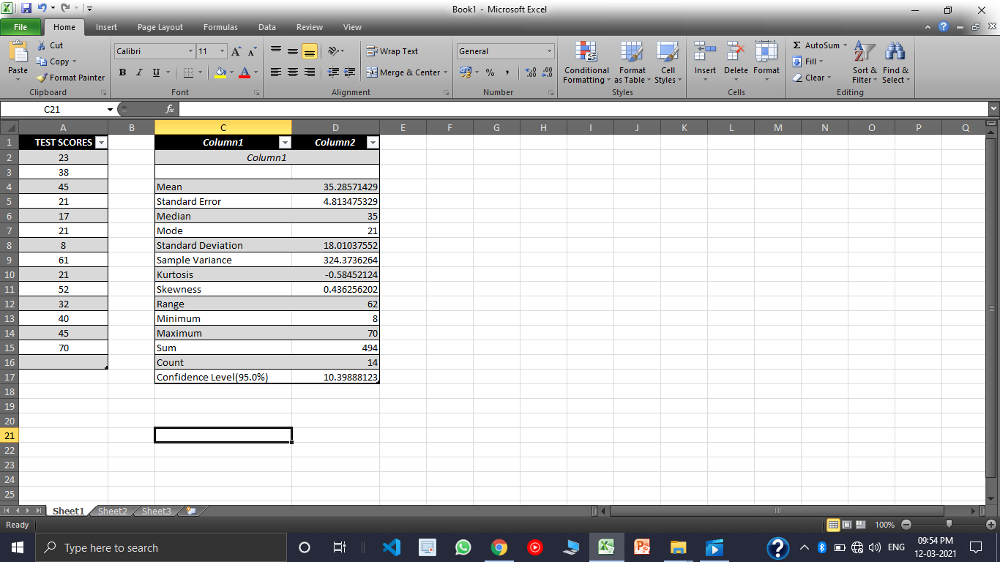 Book1 - Microsoft Excel
File Home Insert Page Layout Formulas Data Review View
Paste
Cut
Copy
Format Painter
Clipboard
Calibri 11
B I U
Font
Wrap Text
Merge & Center
Alignment
General
% ,
Number
Conditional Formatting
Format as Table
Cell Styles
Styles
Insert Delete Format
Cells
Σ AutoSum
Fill
Clear
Sort & Filter
Find & Select
Editing
C21 fx
A B C D E F G H I J K L M N O P Q
1 TEST SCORES Column1 Column2
2 23 Column1
3 38
4 45 Mean 35.28571429
5 21 Standard Error 4.813475329
6 17 Median 35
7 21 Mode 21
8 8 Standard Deviation 18.01037552
9 61 Sample Variance 324.3736264
10 21 Kurtosis -0.58452124
11 52 Skewness 0.436256202
12 32 Range 62
13 40 Minimum 8
14 45 Maximum 70
15 70 Sum 494
16 Count 14
17 Confidence Level(95.0%) 10.39888123
18
19
20
21
22
23
24
25
Sheet1 Sheet2 Sheet3
Ready 100%
Type here to search
ENG
09:54 PM
12-03-2021